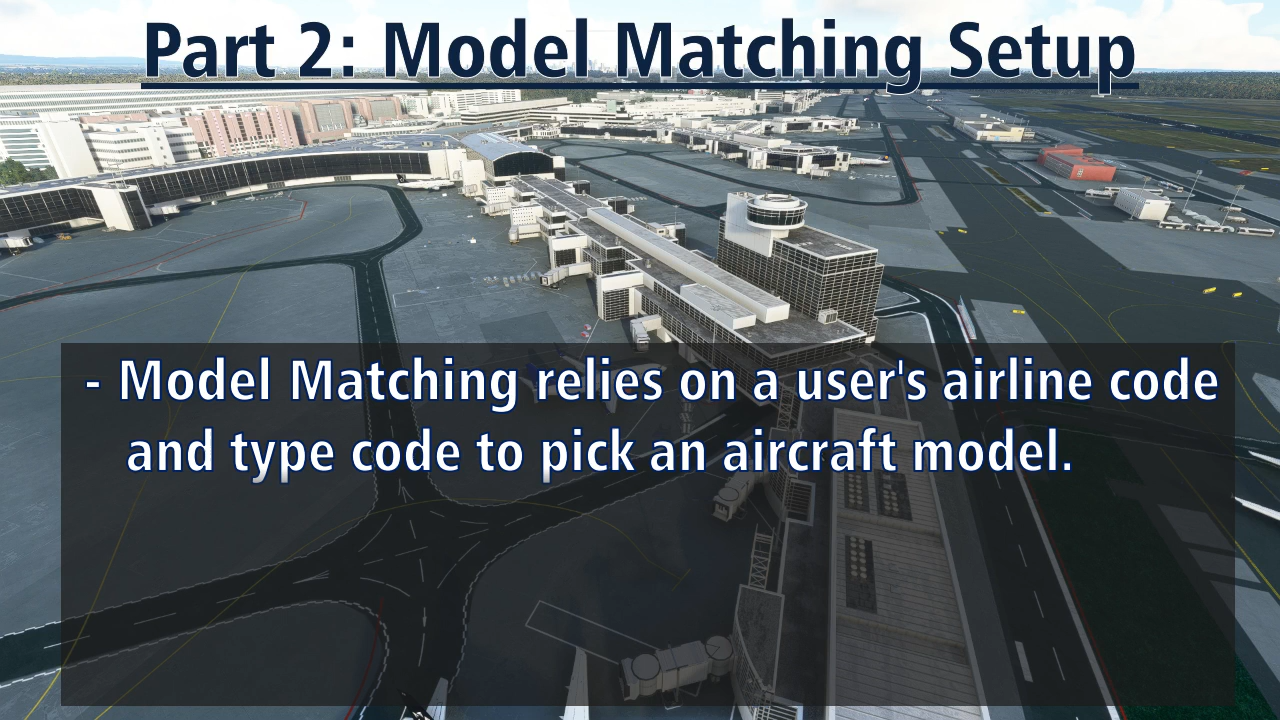 Part 2: Model Matching Setup
- Model Matching relies on a user's airline code
and type code to pick an aircraft model.